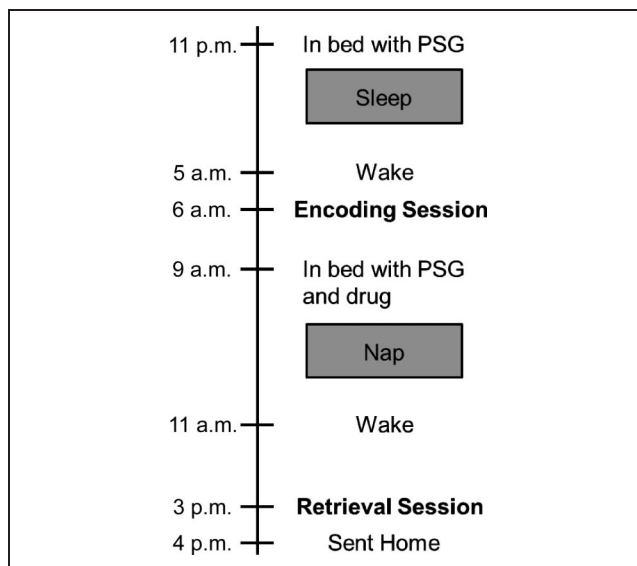 11 p.m. In bed with PSG
Sleep
5 a.m. Wake
6 a.m. Encoding Session
9 a.m. In bed with PSG
and drug
Nap
11 a.m. Wake
3 p.m. Retrieval Session
4 p.m. Sent Home